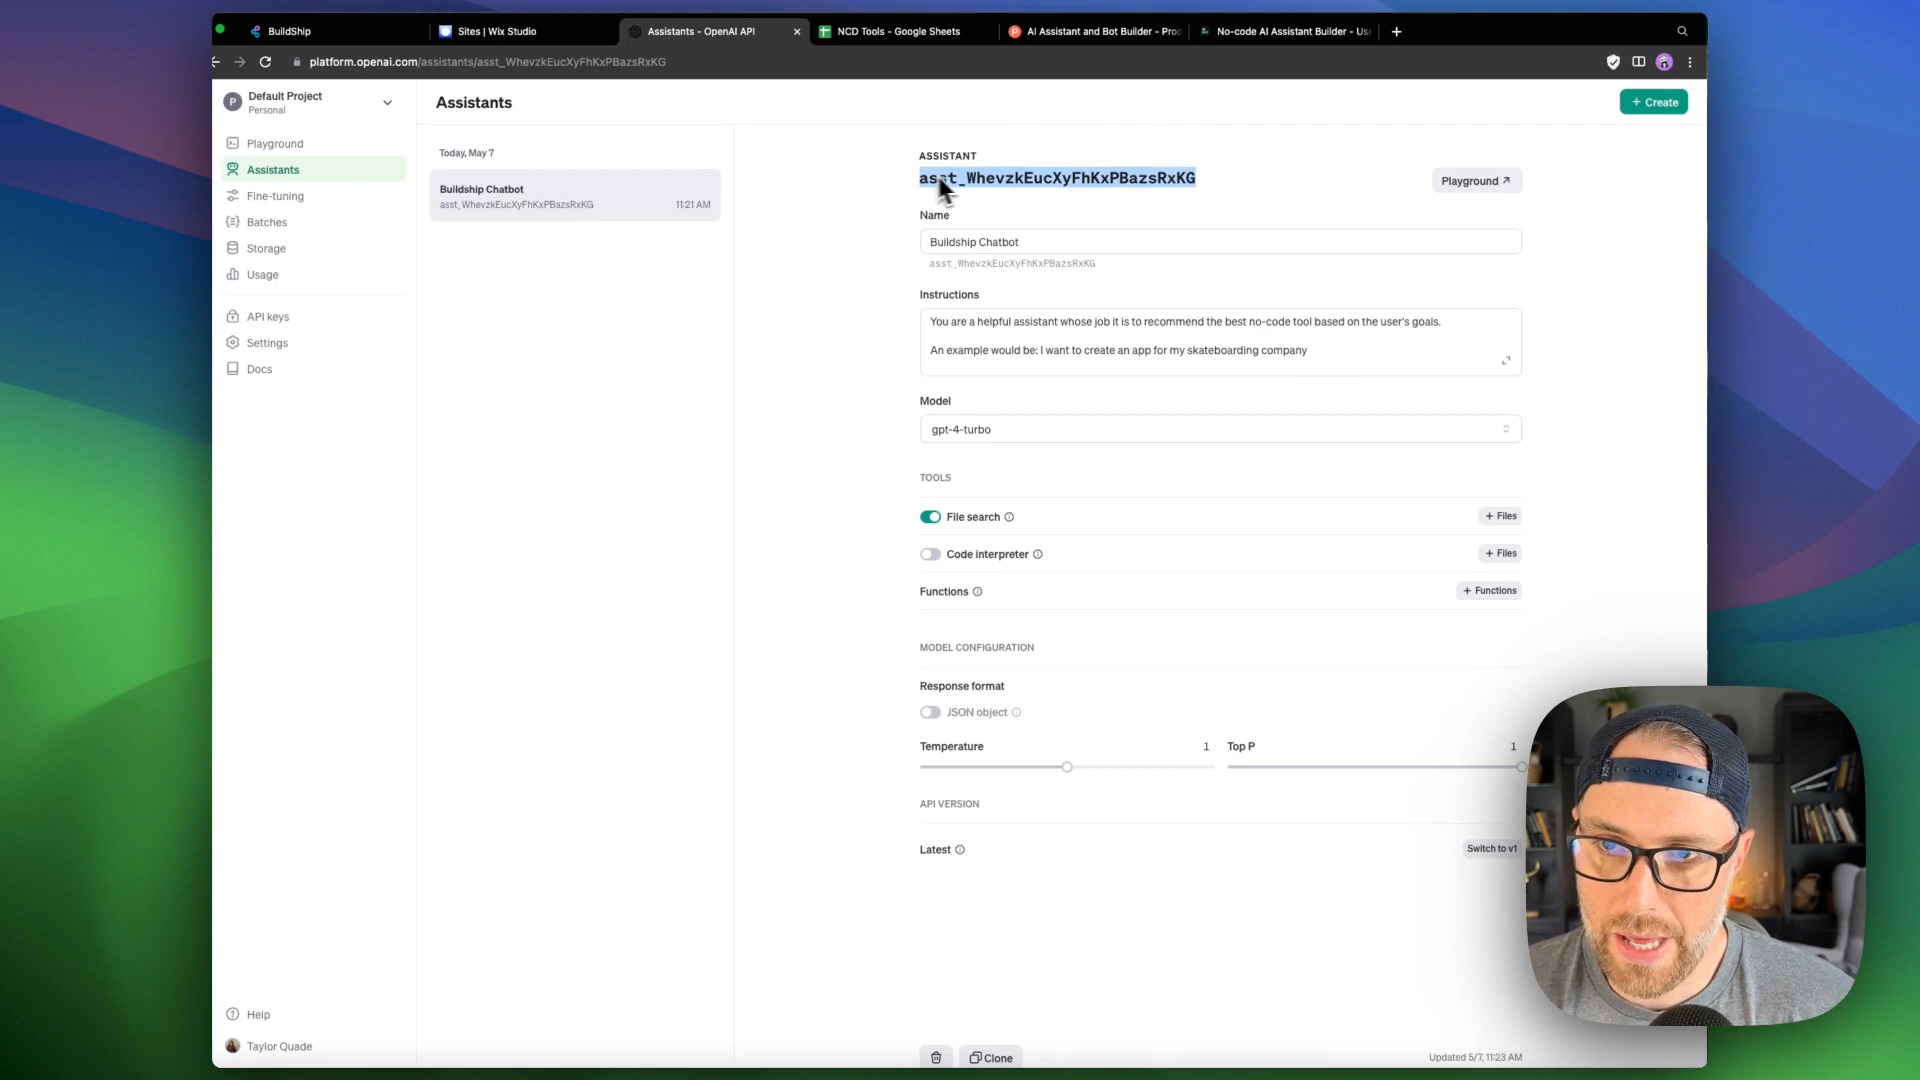 BuildShip
Sites | Wix Studio
Assistants - OpenAI API
NCD Tools - Google Sheets
AI Assistant and Bot Builder - Pro
No-code AI Assistant Builder - Us
platform.openai.com/assistants/asst_WhevzkEucXyFhKxPBazsRxKG
P
Default Project
Personal
Assistants
+ Create
Playground
Assistants
Fine-tuning
Batches
Storage
Usage
API keys
Settings
Docs
Help
Taylor Quade
Today, May 7
Buildship Chatbot
asst_WhevzkEucXyFhKxPBazsRxKG
11:21 AM
ASSISTANT
asst_WhevzkEucXyFhKxPBazsRxKG
Playground
Name
Buildship Chatbot
asst_WhevzkEucXyFhKxPBazsRxKG
Instructions
You are a helpful assistant whose job it is to recommend the best no-code tool based on the user's goals.
An example would be: I want to create an app for my skateboarding company
Model
gpt-4-turbo
TOOLS
File search
+ Files
Code interpreter
+ Files
Functions
+ Functions
MODEL CONFIGURATION
Response format
JSON object
Temperature
1
Top P
1
API VERSION
Latest
Switch to v1
Clone
Updated 5/7, 11:23 AM